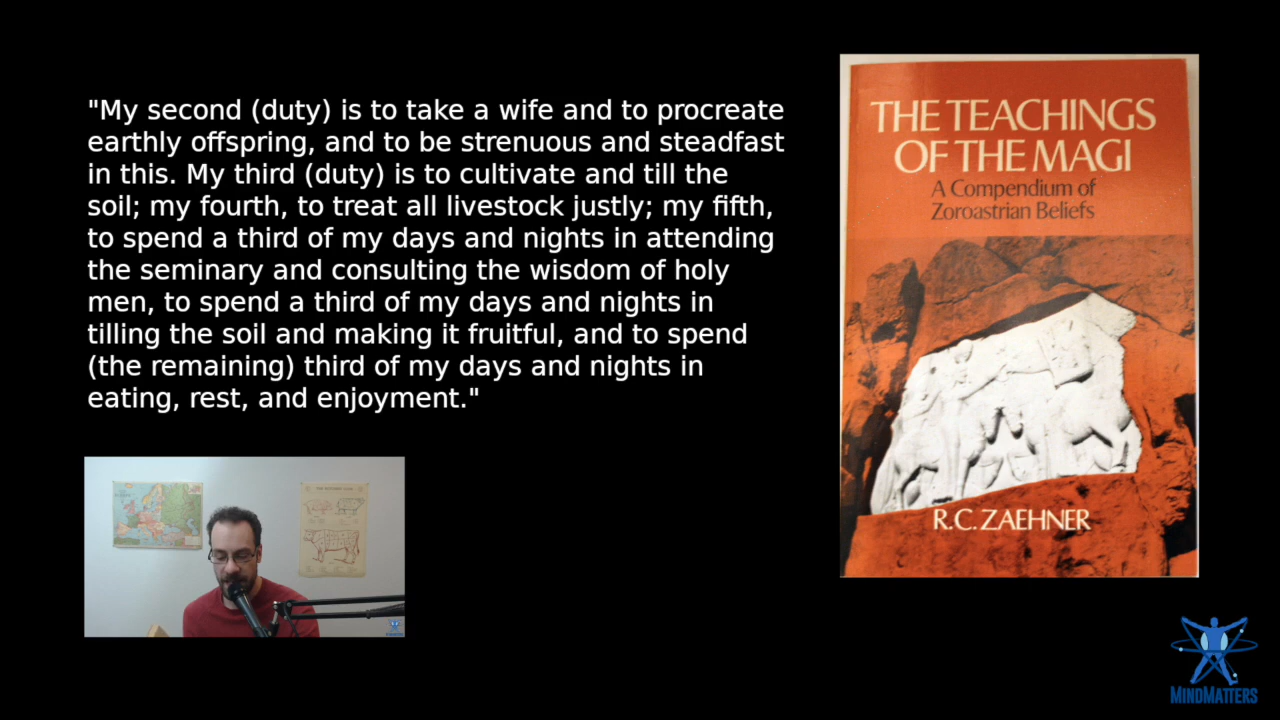 "My second (duty) is to take a wife and to procreate
earthly offspring, and to be strenuous and steadfast
in this. My third (duty) is to cultivate and till the
soil; my fourth, to treat all livestock justly; my fifth,
to spend a third of my days and nights in attending
the seminary and consulting the wisdom of holy
men, to spend a third of my days and nights in
tilling the soil and making it fruitful, and to spend
(the remaining) third of my days and nights in
eating, rest, and enjoyment."
THE TEACHINGS
OF THE MAGI
A Compendium of
Zoroastrian Beliefs
R.C. ZAEHNER
MINDMATTERS